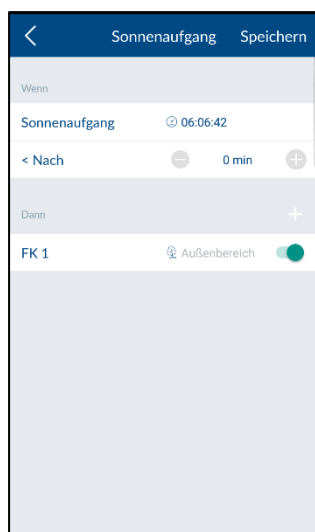 Sonnenaufgang Speichern
Wenn
Sonnenaufgang 06:06:42
< Nach 0 min
Dann
FK 1 Außenbereich